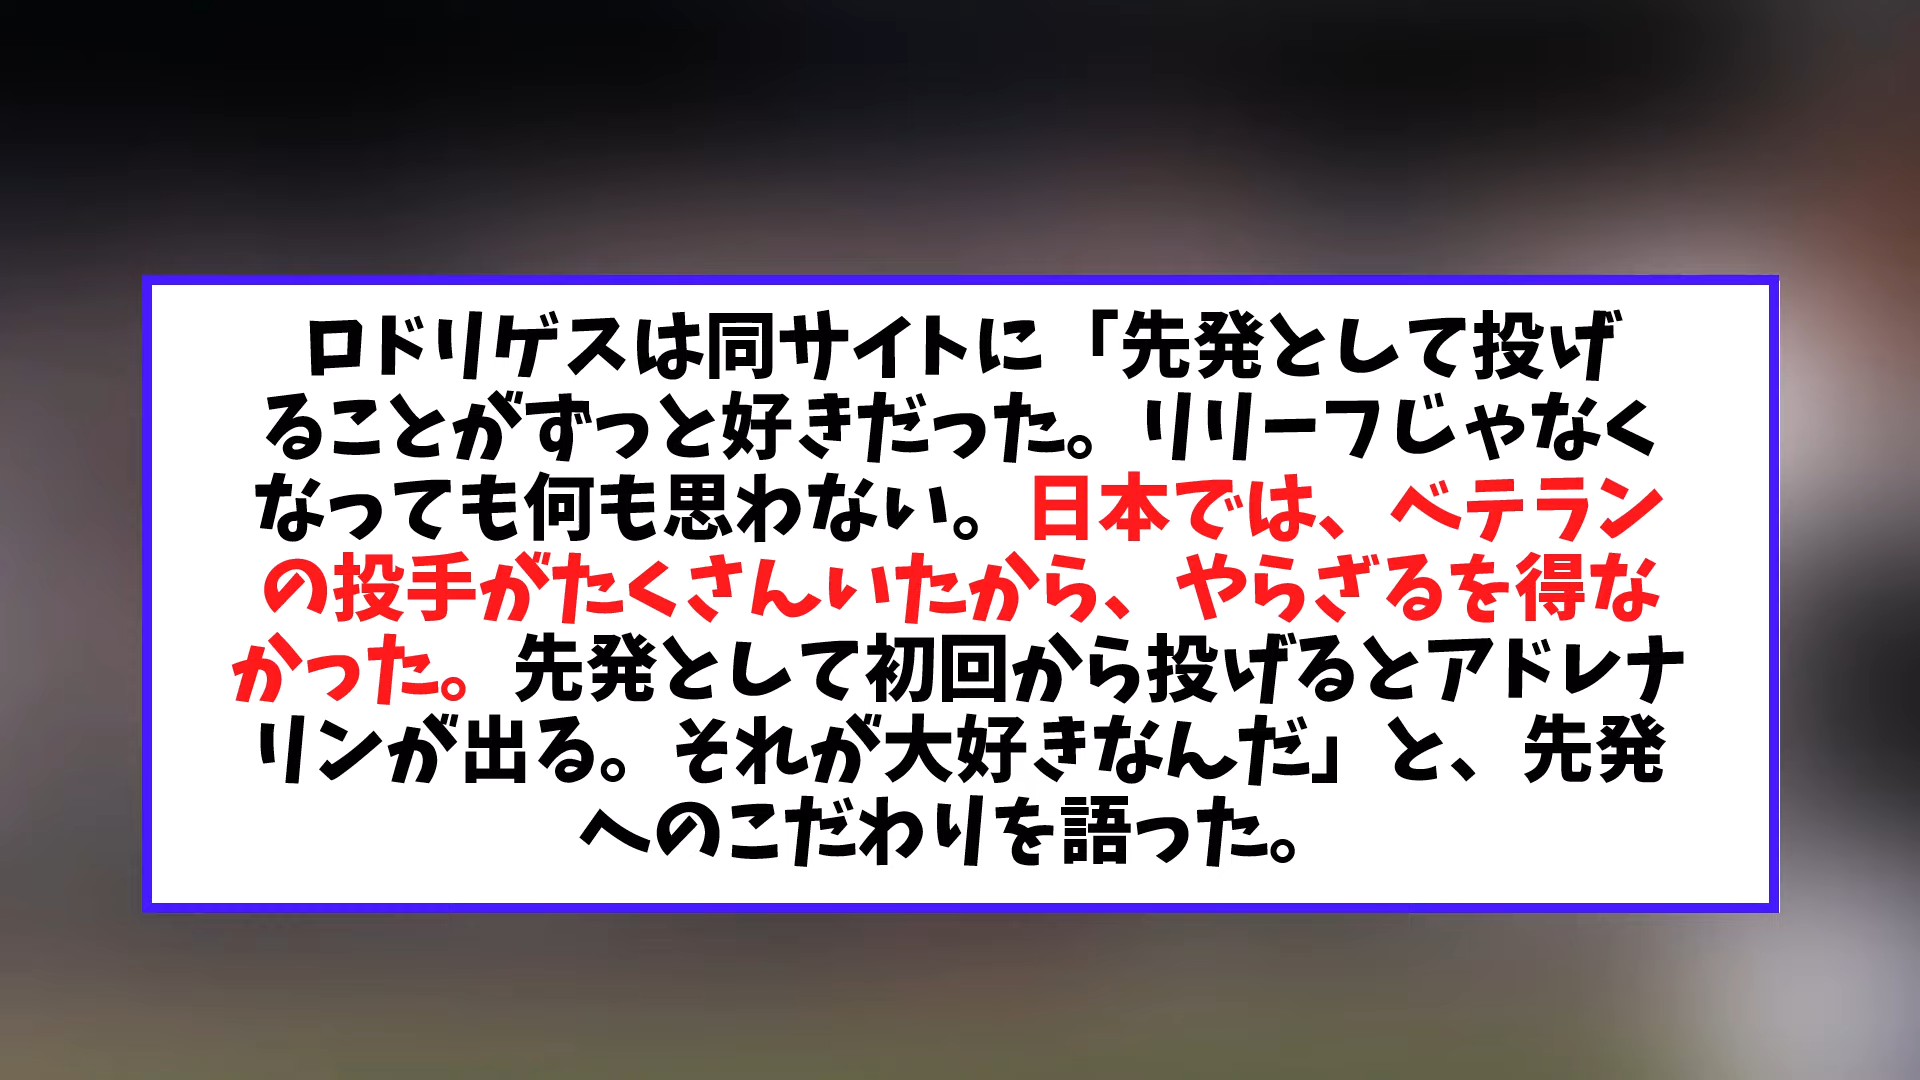 ロドリゲスは同サイトに「先発として投げ
ることがずっと好きだった。リリーフじゃなく
なっても何も思わない。日本では、ベテラン
の投手がたくさんいたから、やらざるを得な
かった。先発として初回から投げるとアドレナ
リンが出る。それが大好きなんだ」と、先発
へのこだわりを語った。